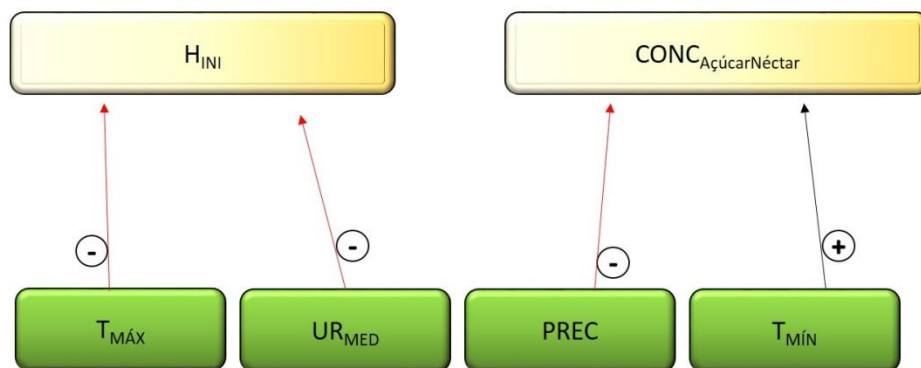 H_INI
CONC_AçúcarNéctar
-
-
-
+
T_MÁX
UR_MED
PREC
T_MÍN